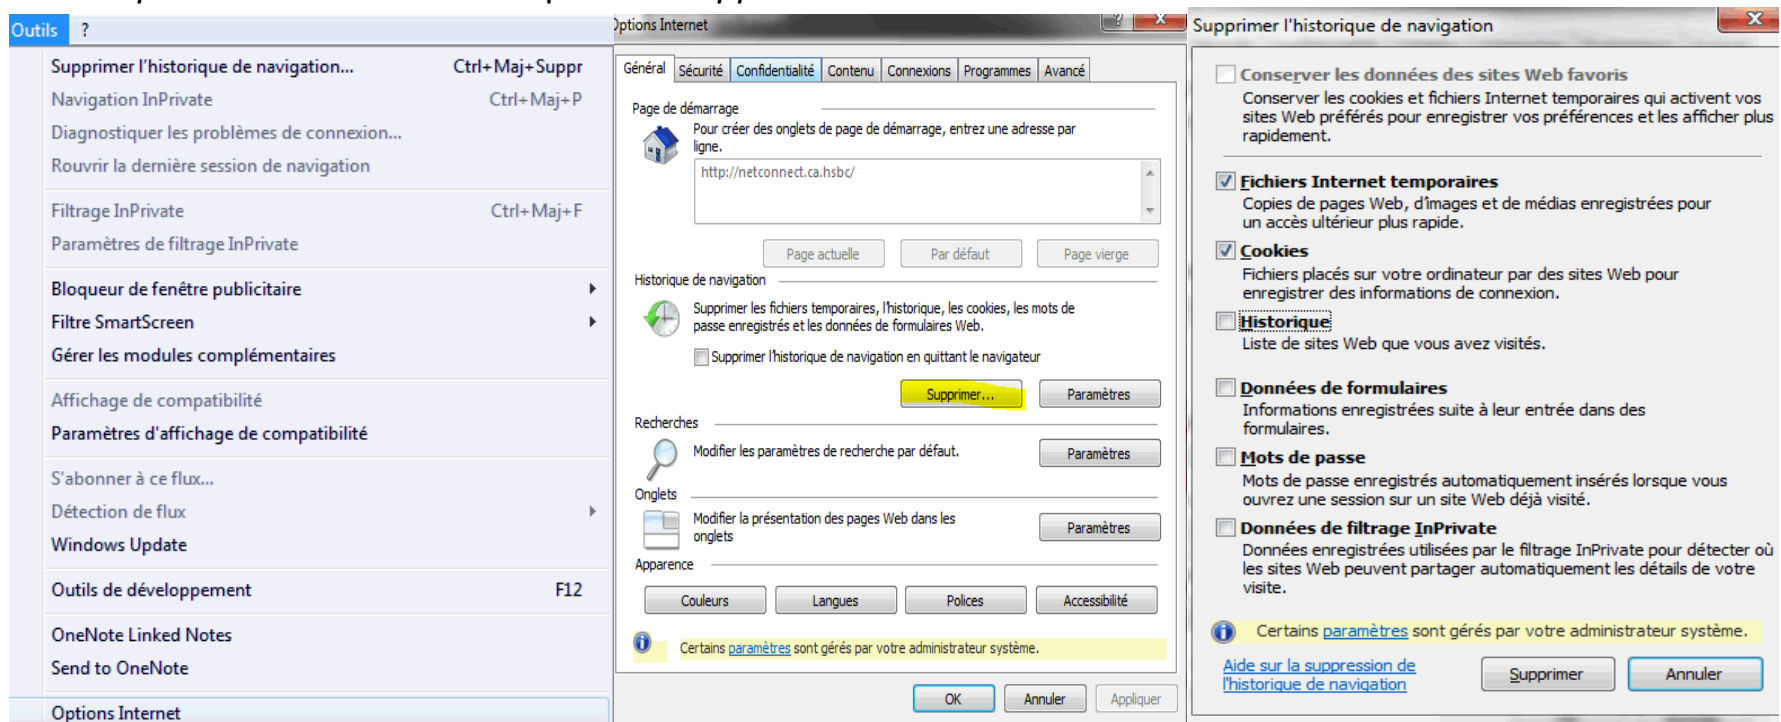 Outils ?
Supprimer l'historique de navigation... Ctrl+Maj+Suppr
Navigation InPrivate Ctrl+Maj+P
Diagnostiquer les problèmes de connexion...
Rouvrir la dernière session de navigation
Filtrage InPrivate Ctrl+Maj+F
Paramètres de filtrage InPrivate
Bloqueur de fenêtre publicitaire
Filtre SmartScreen
Gérer les modules complémentaires
Affichage de compatibilité
Paramètres d'affichage de compatibilité
S'abonner à ce flux...
Détection de flux
Windows Update
Outils de développement F12
OneNote Linked Notes
Send to OneNote
Options Internet
Options Internet
Général Sécurité Confidentialité Contenu Connexions Programmes Avancé
Page de démarrage
Pour créer des onglets de page de démarrage, entrez une adresse par
ligne.
http://netconnect.ca.hsbc/
Page actuelle Par défaut Page vierge
Historique de navigation
Supprimer les fichiers temporaires, l'historique, les cookies, les mots de
passe enregistrés et les données de formulaires Web.
Supprimer l'historique de navigation en quittant le navigateur
Supprimer... Paramètres
Recherches
Modifier les paramètres de recherche par défaut. Paramètres
Onglets
Modifier la présentation des pages Web dans les
onglets Paramètres
Apparence
Couleurs Langues Polices Accessibilité
Certains paramètres sont gérés par votre administrateur système.
OK Annuler Appliquer
Supprimer l'historique de navigation
Conserver les données des sites Web favoris
Conserver les cookies et fichiers Internet temporaires qui activent vos
sites Web préférés pour enregistrer vos préférences et les afficher plus
rapidement.
Fichiers Internet temporaires
Copies de pages Web, d'images et de médias enregistrées pour
un accès ultérieur plus rapide.
Cookies
Fichiers placés sur votre ordinateur par des sites Web pour
enregistrer des informations de connexion.
Historique
Liste de sites Web que vous avez visités.
Données de formulaires
Informations enregistrées suite à leur entrée dans des
formulaires.
Mots de passe
Mots de passe enregistrés automatiquement insérés lorsque vous
ouvrez une session sur un site Web déjà visité.
Données de filtrage InPrivate
Données enregistrées utilisées par le filtrage InPrivate pour détecter où
les sites Web peuvent partager automatiquement les détails de votre
visite.
Certains paramètres sont gérés par votre administrateur système.
Aide sur la suppression de
l'historique de navigation
Supprimer Annuler